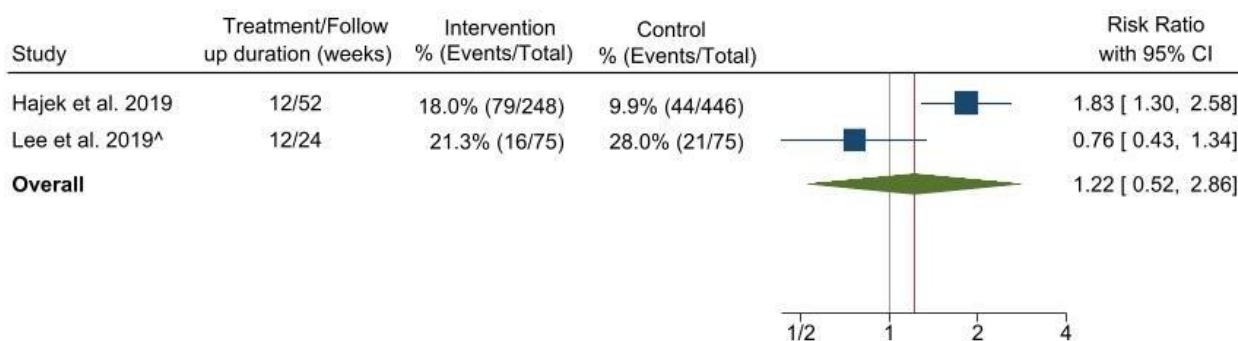 Study Treatment/Follow up duration (weeks) Intervention % (Events/Total) Control % (Events/Total) Risk Ratio with 95% CI
Hajek et al. 2019 12/52 18.0% (79/248) 9.9% (44/446) 1.83 [ 1.30, 2.58]
Lee et al. 2019^ 12/24 21.3% (16/75) 28.0% (21/75) 0.76 [ 0.43, 1.34]
Overall 1.22 [ 0.52, 2.86]
1/2 1 2 4